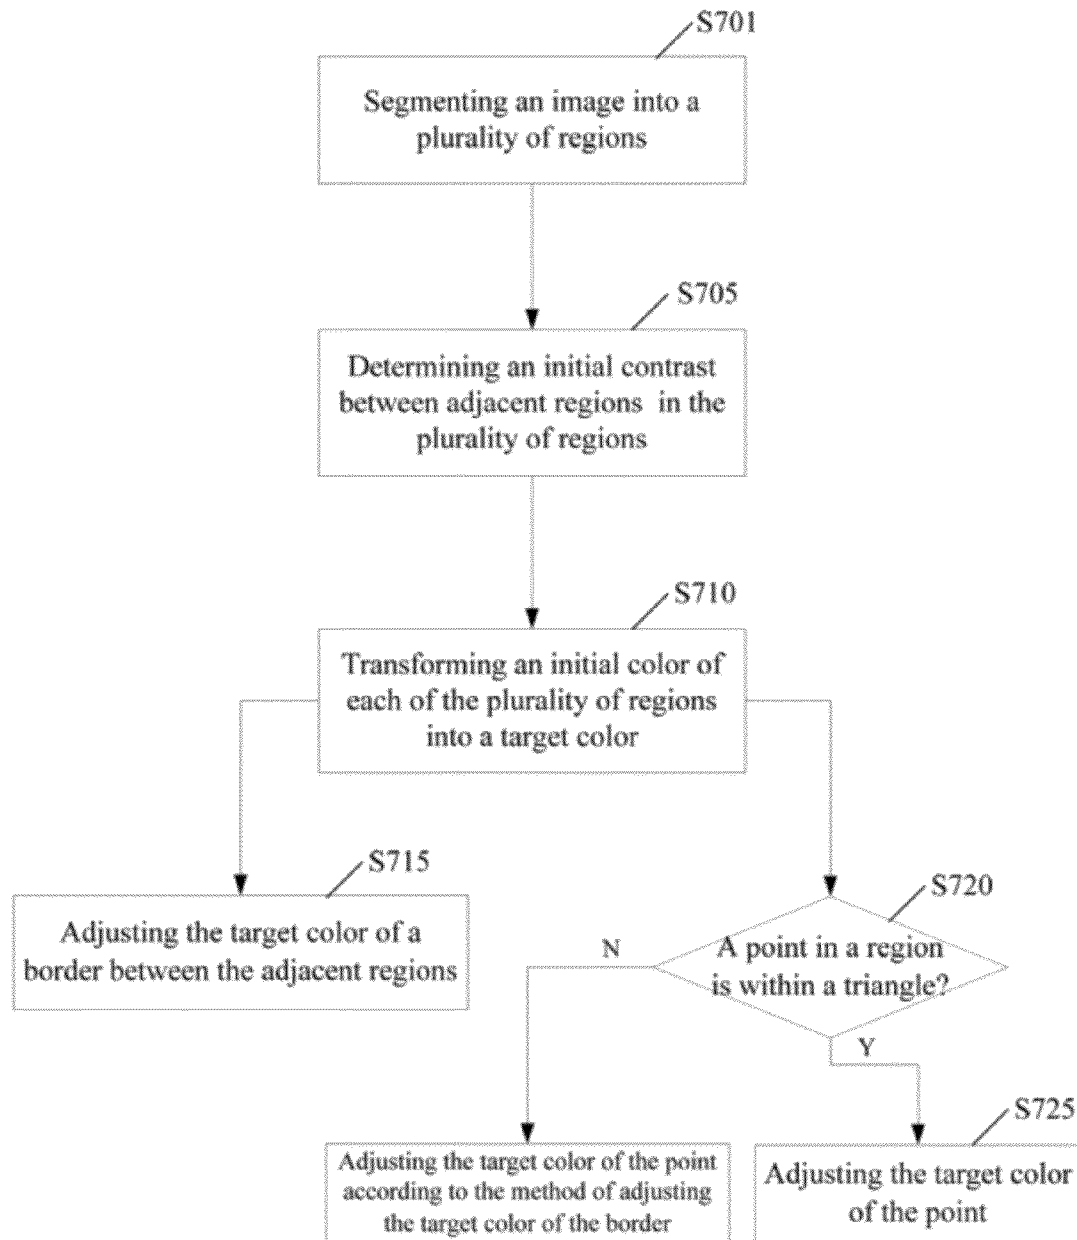 S701
Segmenting an image into a
plurality of regions
S705
Determining an initial contrast
between adjacent regions in the
plurality of regions
S710
Transforming an initial color of
each of the plurality of regions
into a target color
S715
Adjusting the target color of a
border between the adjacent regions
S720
A point in a region
is within a triangle?
N
Y
S725
Adjusting the target color of the point
according to the method of adjusting
the target color of the border
Adjusting the target color
of the point